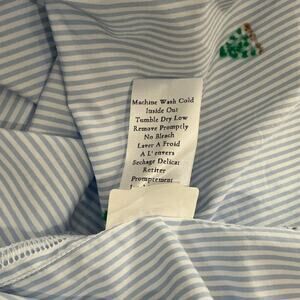 Machine Wash Cold
Inside Out
Tumble Dry Low
Remove Promptly
No Bleach
Laver A Froid
A L' envers
Sechage Delicat
Retirer
Promptement